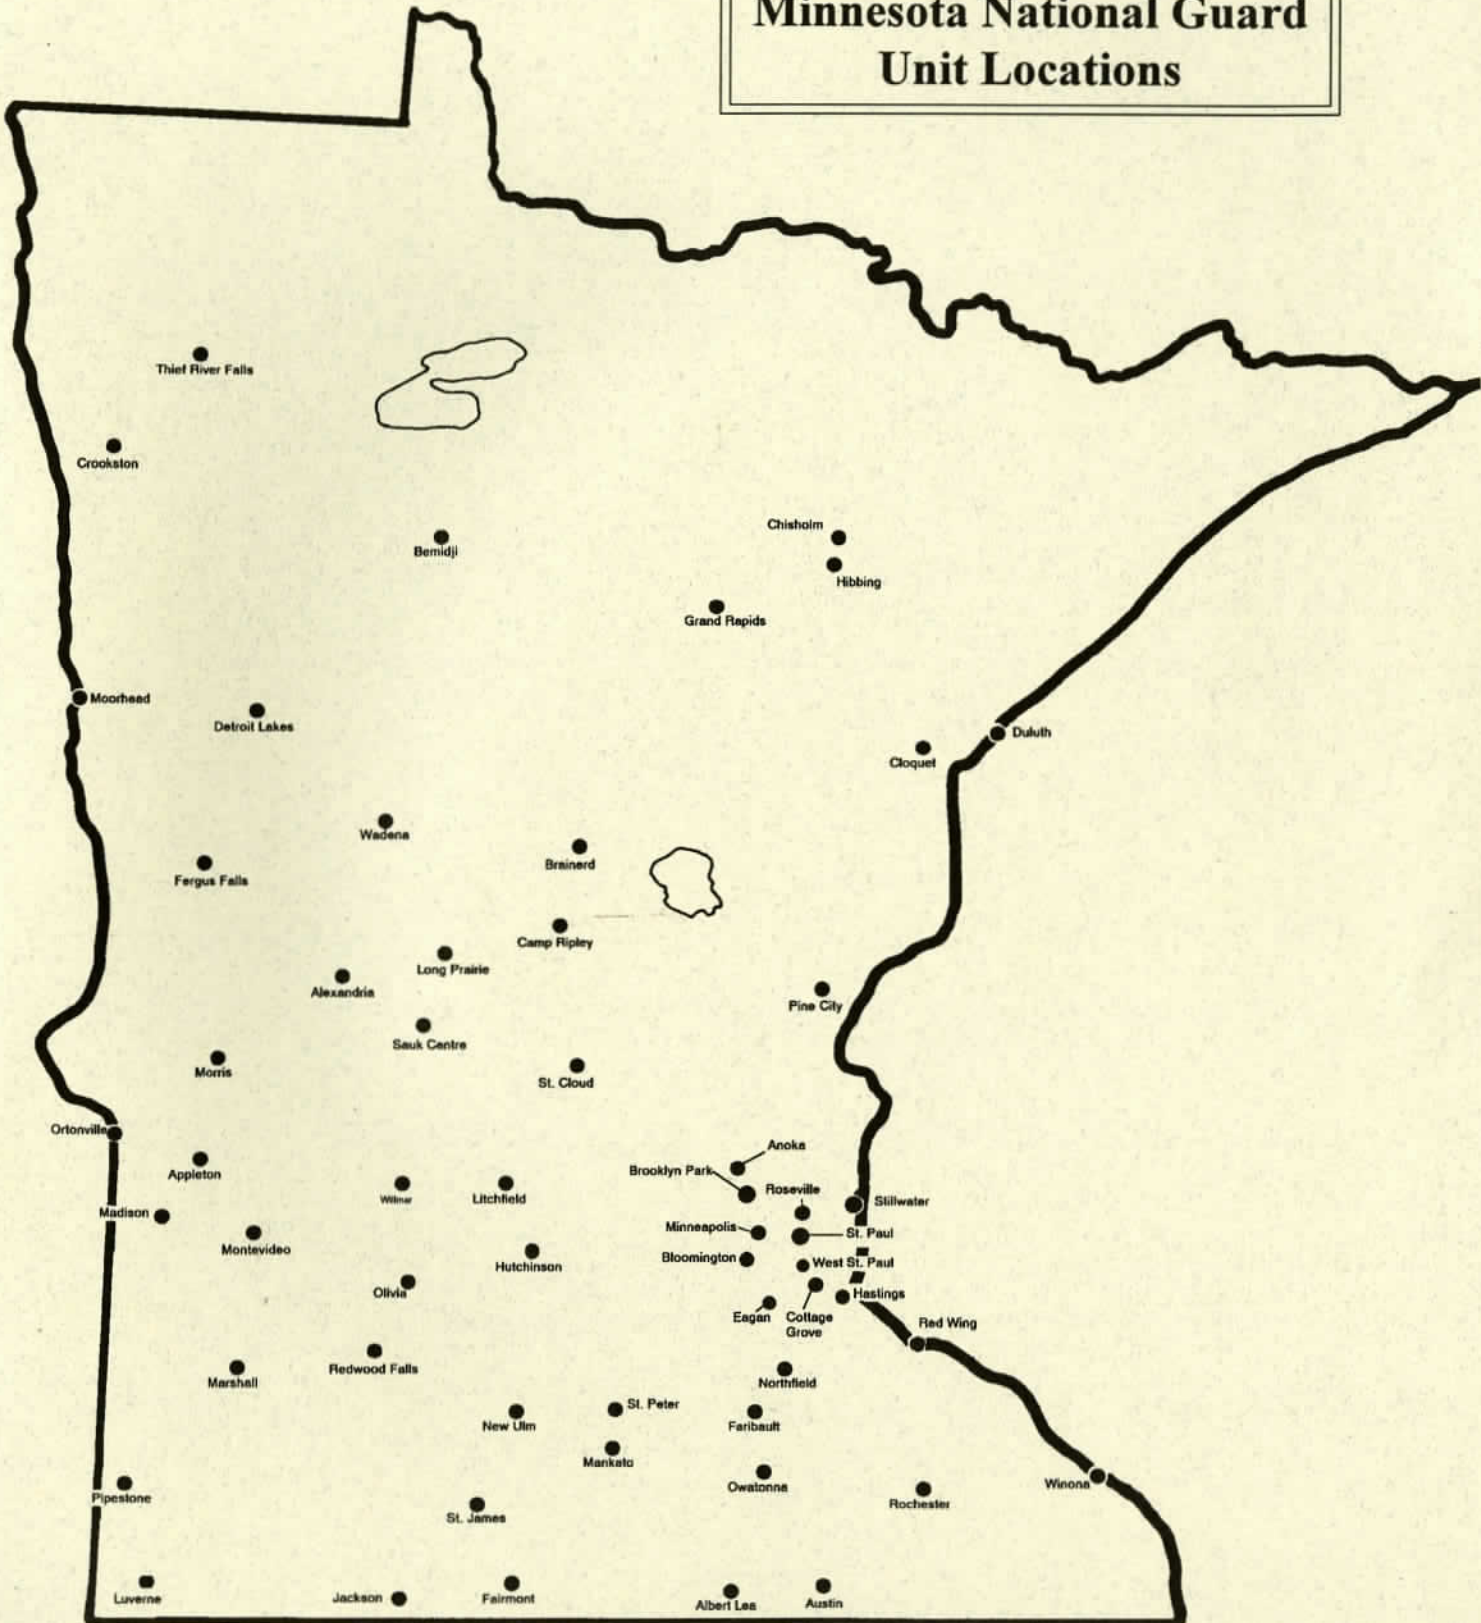 Minnesota National Guard
Unit Locations
Thief River Falls
Crookston
Bemidji
Chisholm
Hibbing
Grand Rapids
Moorhead
Detroit Lakes
Duluth
Cloquet
Wadena
Brainerd
Fergus Falls
Camp Ripley
Long Prairie
Alexandria
Pine City
Sauk Centre
Morris
St. Cloud
Ortonville
Anoka
Brooklyn Park
Appleton
Roseville
Willmar
Litchfield
Stillwater
Madison
Minneapolis
St. Paul
Montevideo
Bloomington
West St. Paul
Hutchinson
Olivia
Hastings
Eagan
Cottage
Grove
Red Wing
Redwood Falls
Marshall
Northfield
St. Peter
New Ulm
Faribault
Mankato
Owatonna
Winona
Pipestone
Rochester
St. James
Luverne
Jackson
Fairmont
Albert Lea
Austin